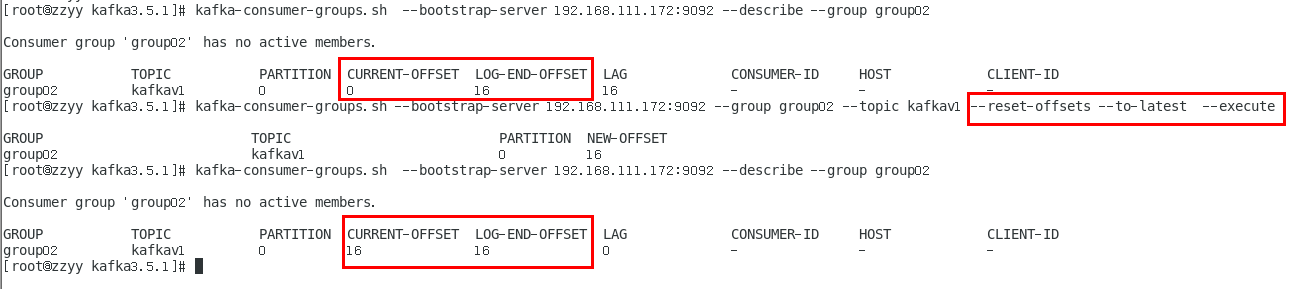 [root@zzyy kafka3.5.1]# kafka-consumer-groups.sh  --bootstrap-server 192.168.111.172:9092 --describe --group group02
Consumer group 'group02' has no active members.
GROUP TOPIC PARTITION CURRENT-OFFSET LOG-END-OFFSET LAG CONSUMER-ID HOST CLIENT-ID
group02 kafkav1 0 0 16 16 - - -
[root@zzyy kafka3.5.1]# kafka-consumer-groups.sh --bootstrap-server 192.168.111.172:9092 --group group02 --topic kafkav1 --reset-offsets --to-latest  --execute
GROUP TOPIC PARTITION NEW-OFFSET
group02 kafkav1 0 16
[root@zzyy kafka3.5.1]# kafka-consumer-groups.sh  --bootstrap-server 192.168.111.172:9092 --describe --group group02
Consumer group 'group02' has no active members.
GROUP TOPIC PARTITION CURRENT-OFFSET LOG-END-OFFSET LAG CONSUMER-ID HOST CLIENT-ID
group02 kafkav1 0 16 16 0 - - -
[root@zzyy kafka3.5.1]#